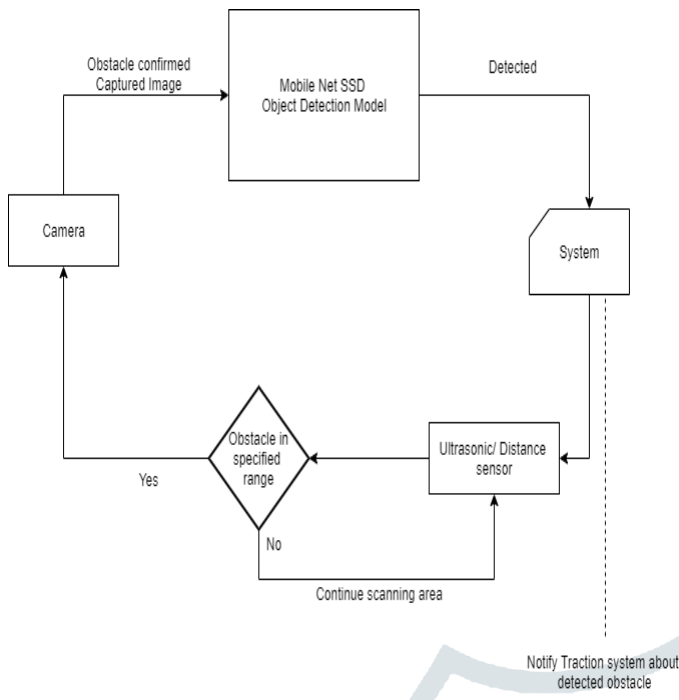 Obstacle confirmed
Captured Image
Mobile Net SSD
Object Detection Model
Detected
Camera
System
Obstacle in
specified
range
Ultrasonic/ Distance
sensor
Yes
No
Continue scanning area
Notify Traction system about
detected obstacle